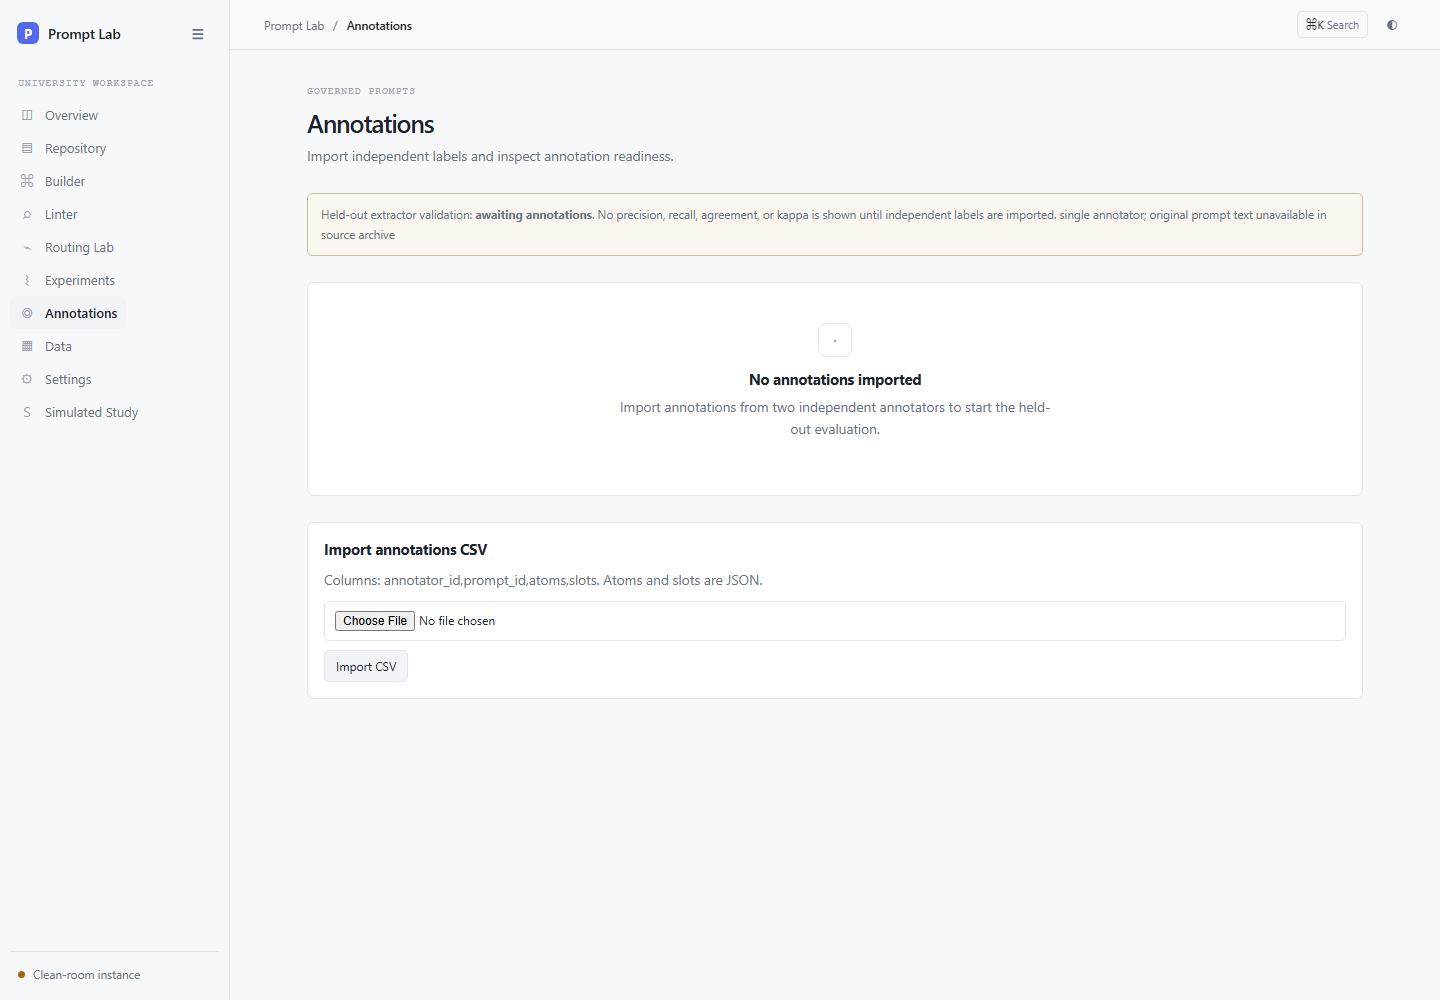 P Prompt Lab
UNIVERSITY WORKSPACE
Overview
Repository
Builder
Linter
Routing Lab
Experiments
Annotations
Data
Settings
S Simulated Study
Clean-room instance
Prompt Lab / Annotations
⌘K Search
GOVERNED PROMPTS
Annotations
Import independent labels and inspect annotation readiness.
Held-out extractor validation: awaiting annotations. No precision, recall, agreement, or kappa is shown until independent labels are imported. single annotator; original prompt text unavailable in
source archive
No annotations imported
Import annotations from two independent annotators to start the held-
out evaluation.
Import annotations CSV
Columns: annotator_id,prompt_id,atoms,slots. Atoms and slots are JSON.
Choose File No file chosen
Import CSV